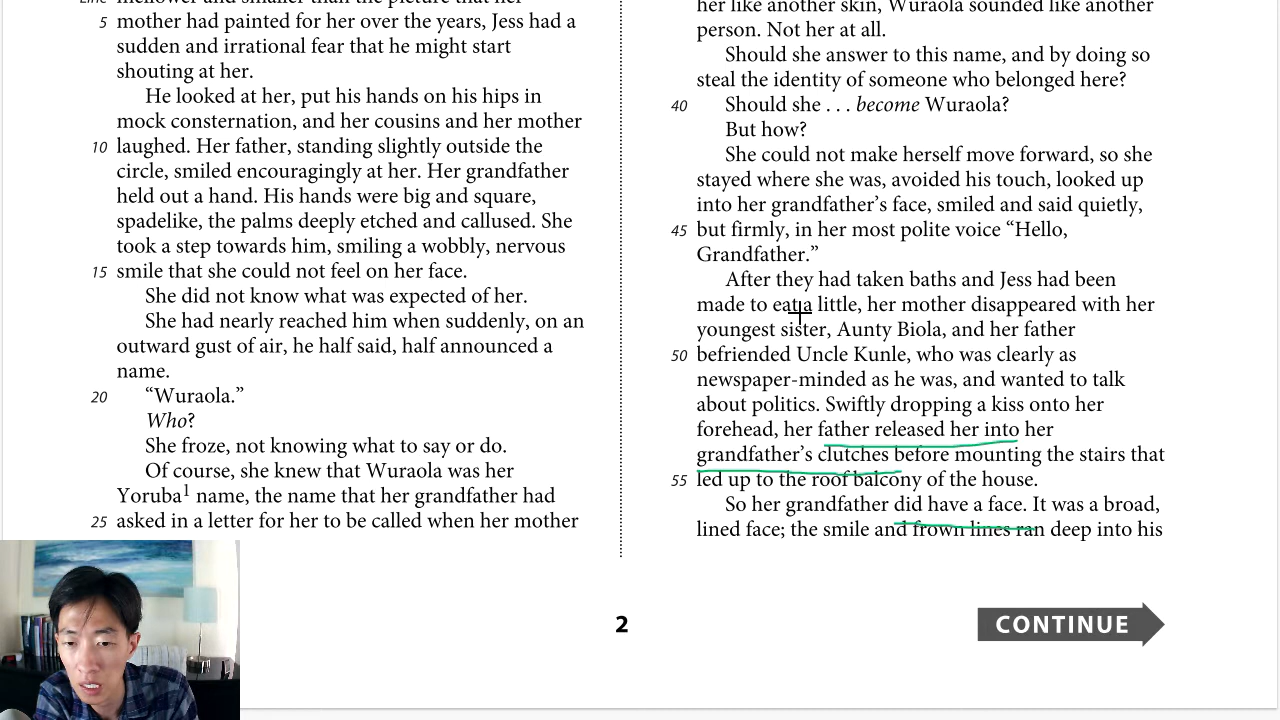 Line mellower and smaller than the picture that her
5 mother had painted for her over the years, Jess had a
sudden and irrational fear that he might start
shouting at her.
He looked at her, put his hands on his hips in
mock consternation, and her cousins and her mother
10 laughed. Her father, standing slightly outside the
circle, smiled encouragingly at her. Her grandfather
held out a hand. His hands were big and square,
spadelike, the palms deeply etched and callused. She
took a step towards him, smiling a wobbly, nervous
15 smile that she could not feel on her face.
She did not know what was expected of her.
She had nearly reached him when suddenly, on an
outward gust of air, he half said, half announced a
name.
20 “Wuraola.”
Who?
She froze, not knowing what to say or do.
Of course, she knew that Wuraola was her
Yoruba1 name, the name that her grandfather had
25 asked in a letter for her to be called when her mother
her like another skin, Wuraola sounded like another
person. Not her at all.
Should she answer to this name, and by doing so
steal the identity of someone who belonged here?
40 Should she . . . become Wuraola?
But how?
She could not make herself move forward, so she
stayed where she was, avoided his touch, looked up
into her grandfather’s face, smiled and said quietly,
45 but firmly, in her most polite voice “Hello,
Grandfather.”
After they had taken baths and Jess had been
made to eat a little, her mother disappeared with her
youngest sister, Aunty Biola, and her father
50 befriended Uncle Kunle, who was clearly as
newspaper-minded as he was, and wanted to talk
about politics. Swiftly dropping a kiss onto her
forehead, her father released her into her
grandfather’s clutches before mounting the stairs that
55 led up to the roof balcony of the house.
So her grandfather did have a face. It was a broad,
lined face; the smile and frown lines ran deep into his
2
CONTINUE